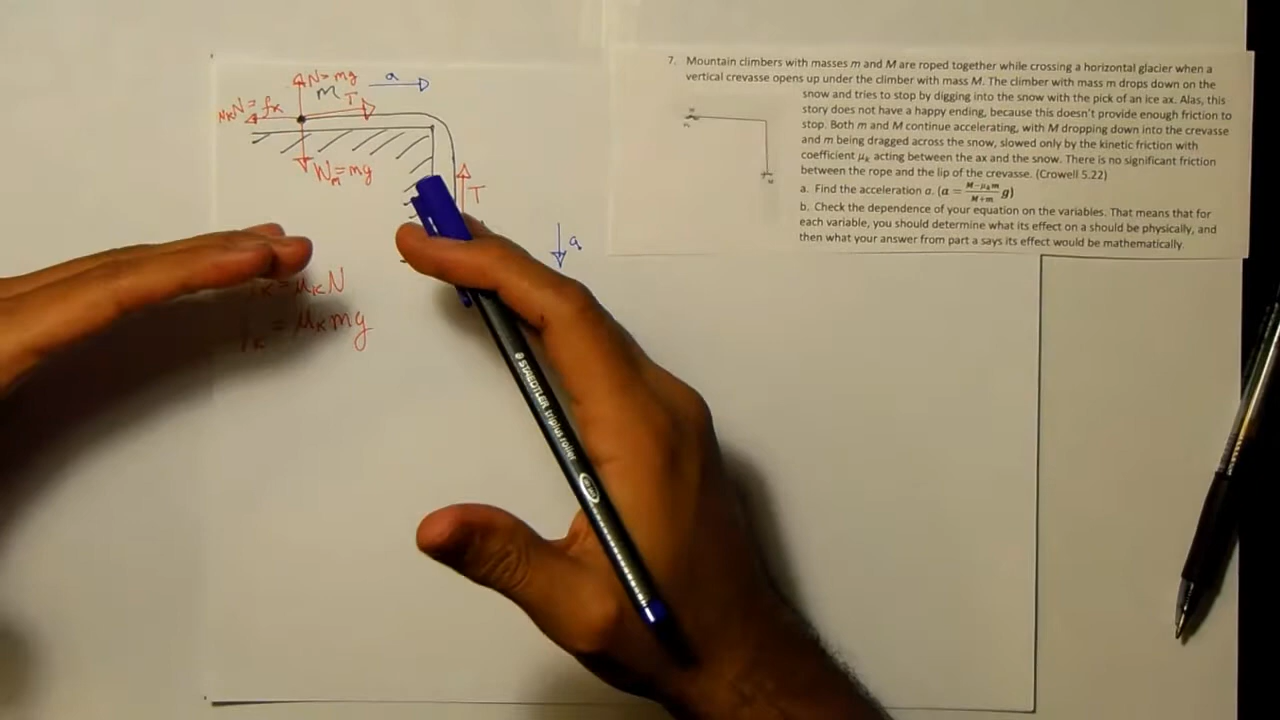 N=mg
a
m
T
μκN=fκ
Wm=mg
T
a
=μκN
=μκmg
STAEDTLER triplus roller
7. Mountain climbers with masses m and M are roped together while crossing a horizontal glacier when a
vertical crevasse opens up under the climber with mass M. The climber with mass m drops down on the
snow and tries to stop by digging into the snow with the pick of an ice ax. Alas, this
story does not have a happy ending, because this doesn't provide enough friction to
stop. Both m and M continue accelerating, with M dropping down into the crevasse
and m being dragged across the snow, slowed only by the kinetic friction with
coefficient μₖ acting between the ax and the snow. There is no significant friction
between the rope and the lip of the crevasse. (Crowell 5.22)
a. Find the acceleration a. (a = M−μₖm/M+m g)
b. Check the dependence of your equation on the variables. That means that for
each variable, you should determine what its effect on a should be physically, and
then what your answer from part a says its effect would be mathematically.